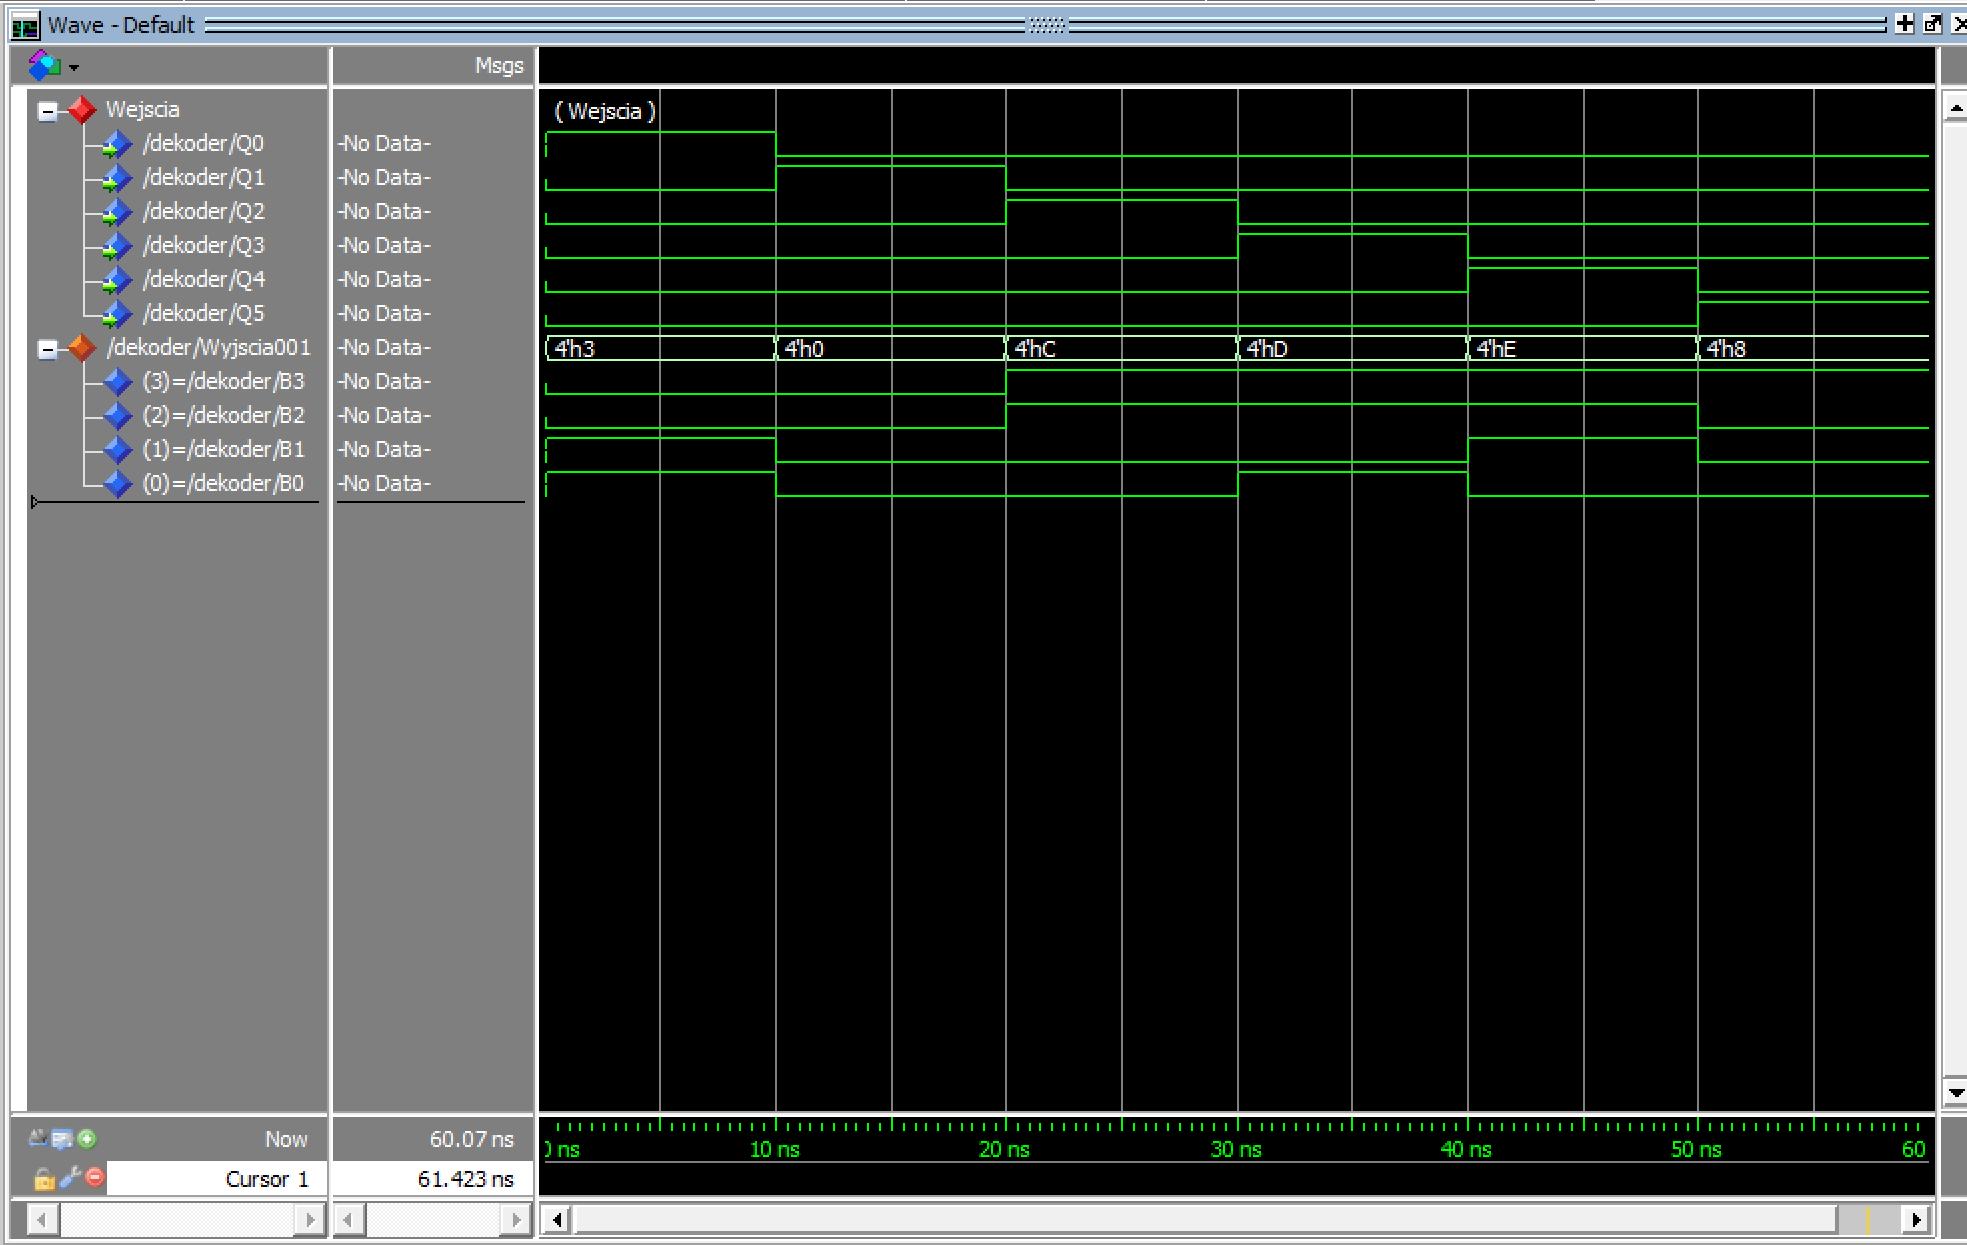 Wave - Default
Msgs
Wejscia
( Wejscia )
/dekoder/Q0 -No Data-
/dekoder/Q1 -No Data-
/dekoder/Q2 -No Data-
/dekoder/Q3 -No Data-
/dekoder/Q4 -No Data-
/dekoder/Q5 -No Data-
/dekoder/Wyjscia001 -No Data- 4'h3 4'h0 4'hC 4'hD 4'hE 4'h8
(3)=/dekoder/B3 -No Data-
(2)=/dekoder/B2 -No Data-
(1)=/dekoder/B1 -No Data-
(0)=/dekoder/B0 -No Data-
Now 60.07 ns 0 ns 10 ns 20 ns 30 ns 40 ns 50 ns 60
Cursor 1 61.423 ns